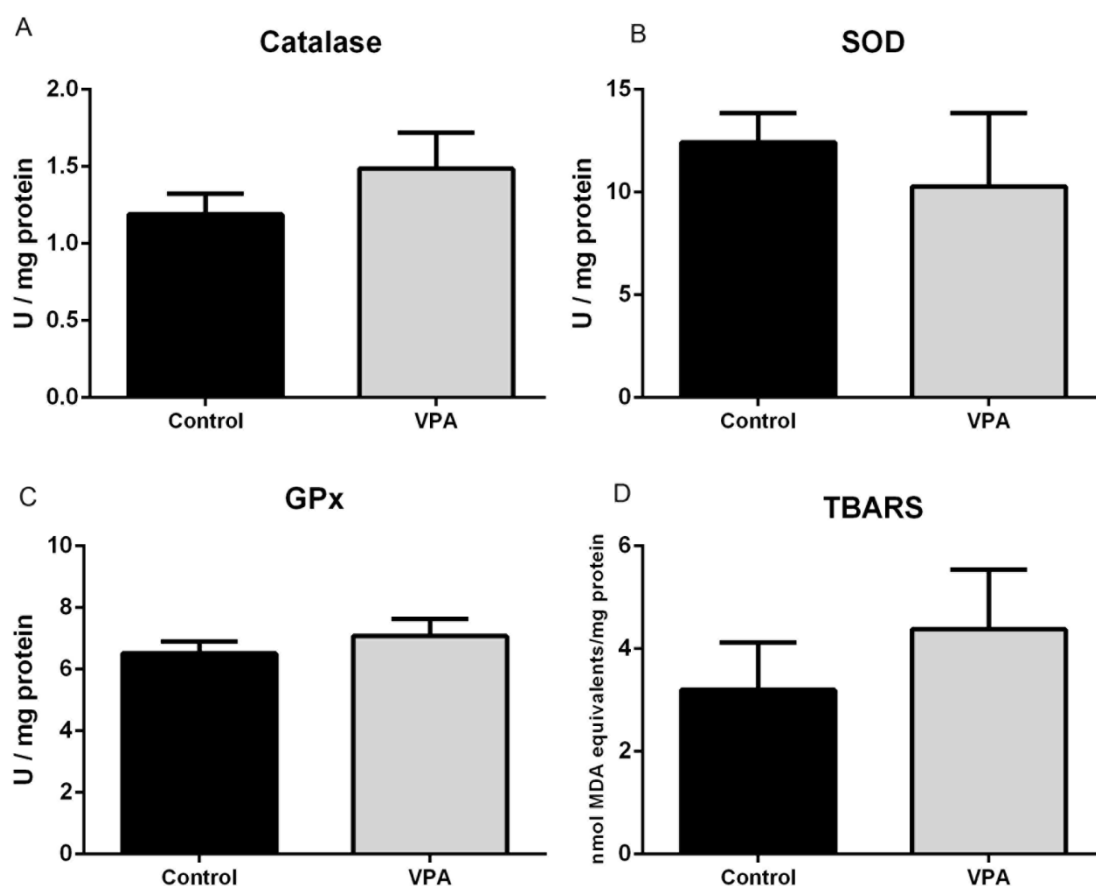 A
Catalase
U / mg protein
2.0
1.5
1.0
0.5
0.0
Control VPA
B
SOD
U / mg protein
15
10
5
0
Control VPA
C
GPx
U / mg protein
10
8
6
4
2
0
Control VPA
D
TBARS
nmol MDA equivalents/mg protein
6
4
2
0
Control VPA